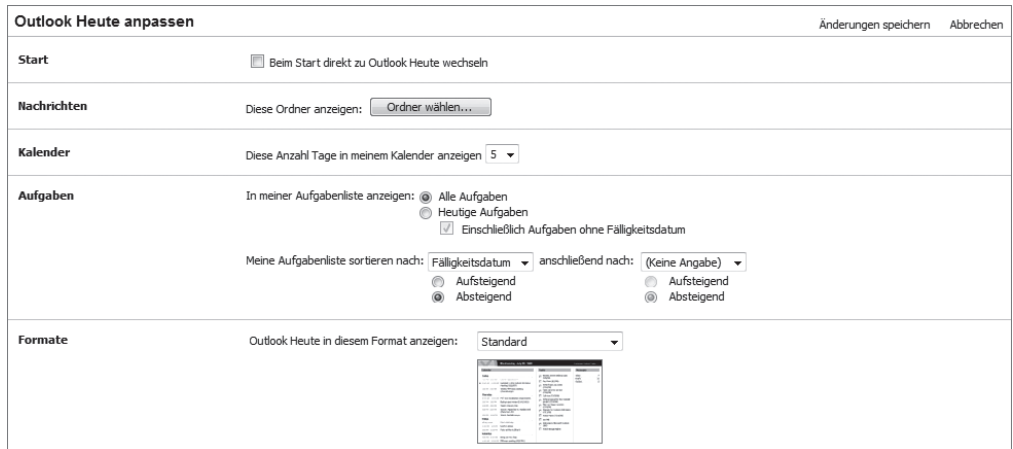 Outlook Heute anpassen
Änderungen speichern Abbrechen
Start
Beim Start direkt zu Outlook Heute wechseln
Nachrichten
Diese Ordner anzeigen: Ordner wählen...
Kalender
Diese Anzahl Tage in meinem Kalender anzeigen 5
Aufgaben
In meiner Aufgabenliste anzeigen: Alle Aufgaben
Heutige Aufgaben
Einschließlich Aufgaben ohne Fälligkeitsdatum
Meine Aufgabenliste sortieren nach: Fälligkeitsdatum anschließend nach: (Keine Angabe)
Aufsteigend Aufsteigend
Absteigend Absteigend
Formate
Outlook Heute in diesem Format anzeigen: Standard